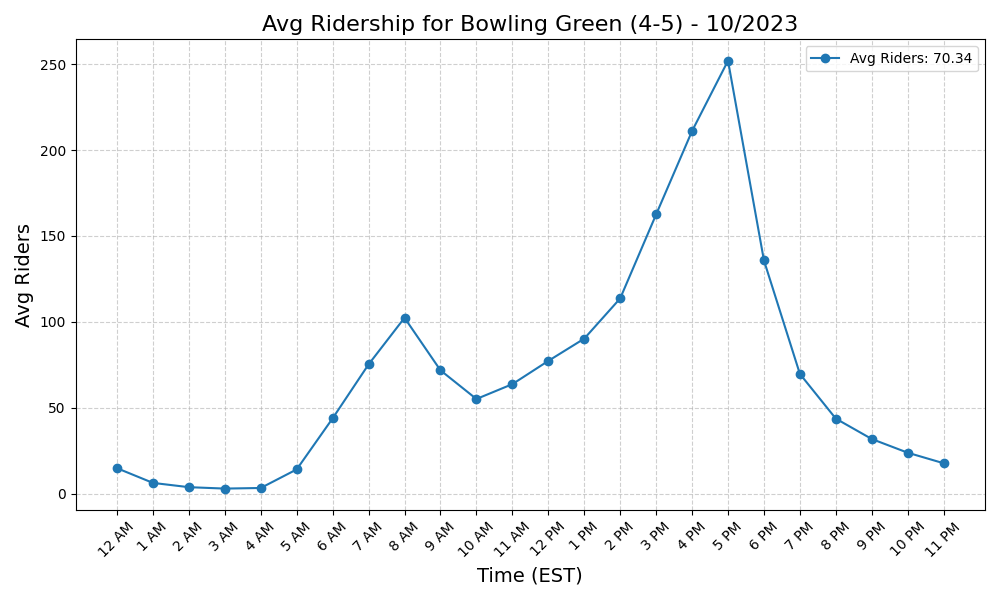 Avg Ridership for Bowling Green (4-5) - 10/2023
Avg Riders: 70.34
Avg Riders
250
200
150
100
50
0
12 AM
1 AM
2 AM
3 AM
4 AM
5 AM
6 AM
7 AM
8 AM
9 AM
10 AM
11 AM
12 PM
1 PM
2 PM
3 PM
4 PM
5 PM
6 PM
7 PM
8 PM
9 PM
10 PM
11 PM
Time (EST)